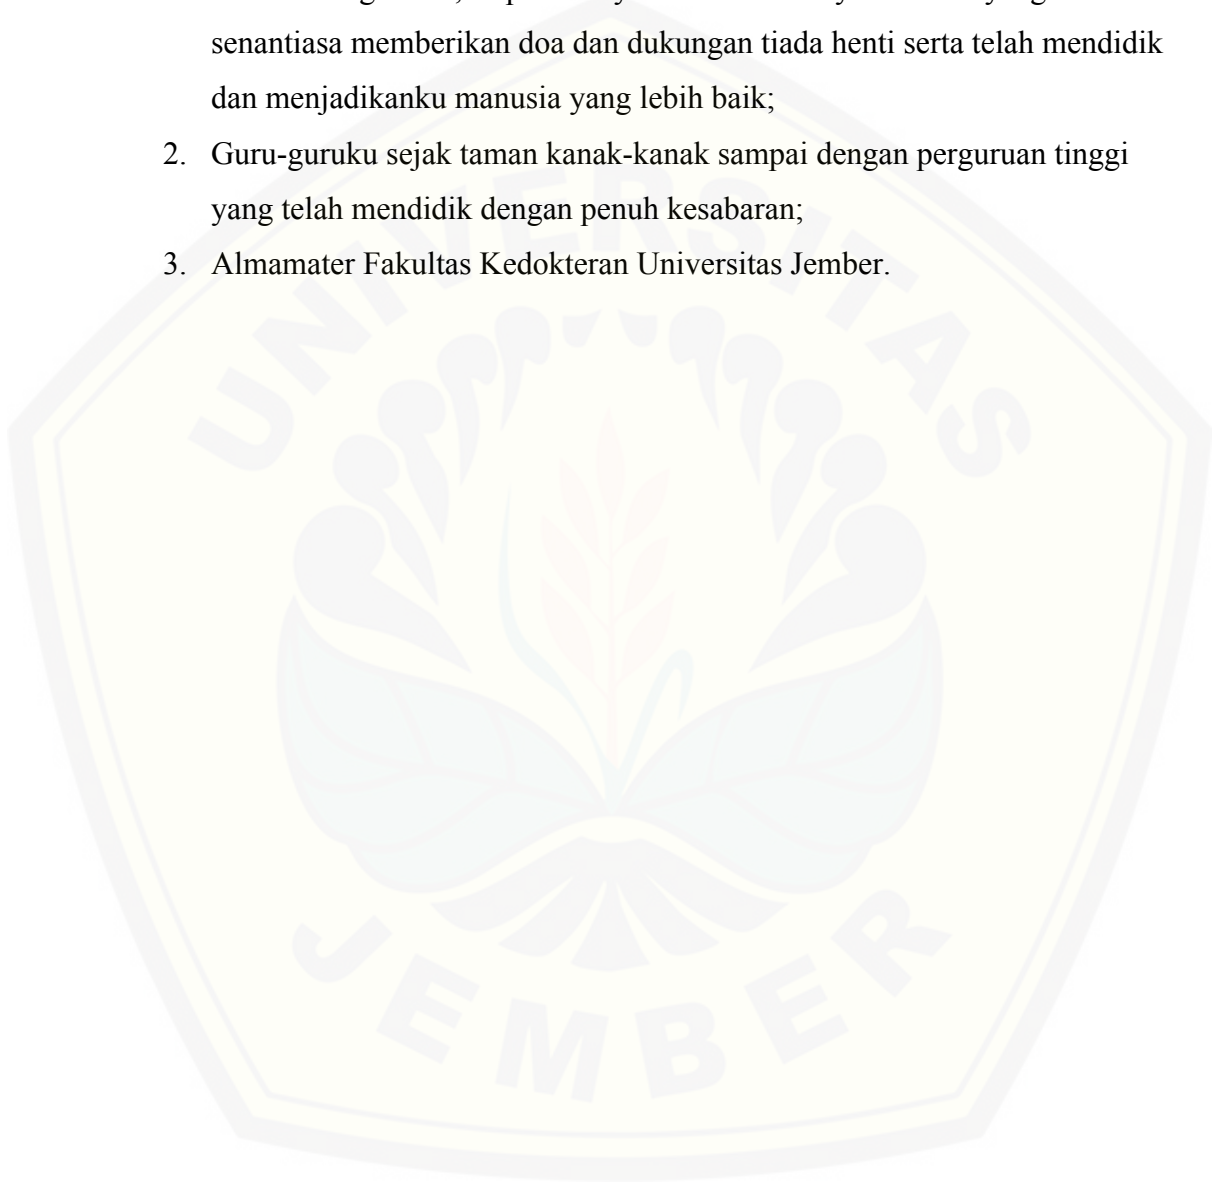 senantiasa memberikan doa dan dukungan tiada henti serta telah mendidik
dan menjadikanku manusia yang lebih baik;
2. Guru-guruku sejak taman kanak-kanak sampai dengan perguruan tinggi
yang telah mendidik dengan penuh kesabaran;
3. Almamater Fakultas Kedokteran Universitas Jember.
UNIVERSITAS
JEMBER